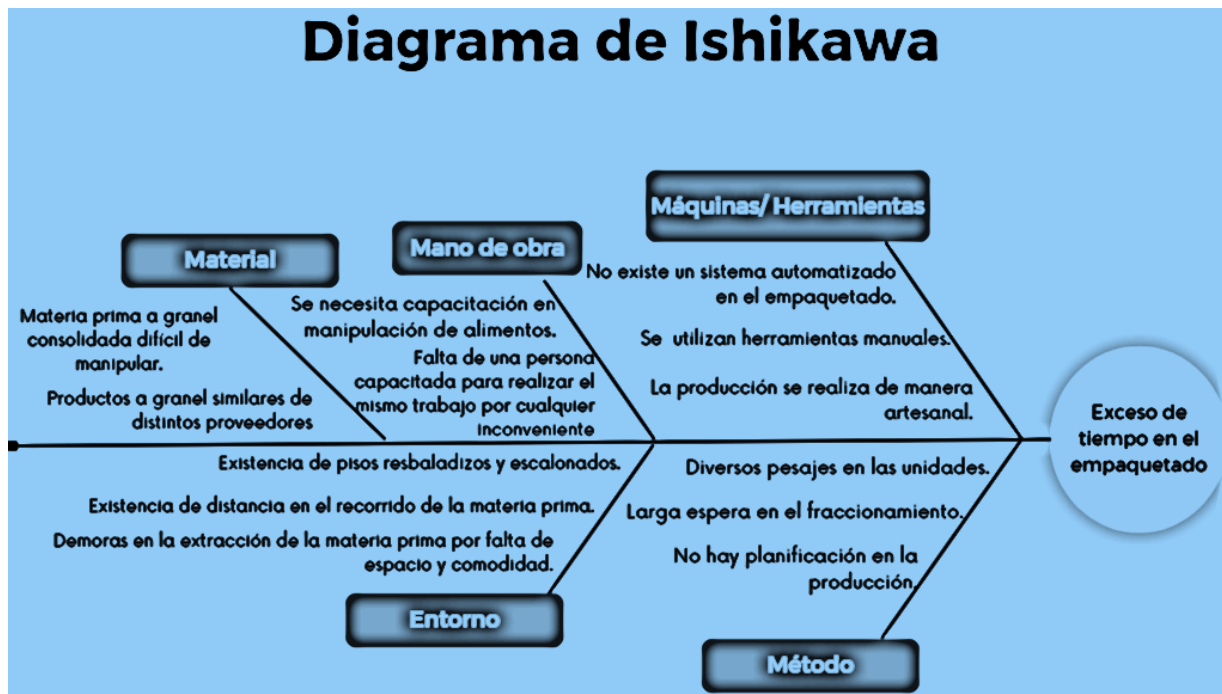 Diagrama de Ishikawa
Material
Materia prima a granel
consolidada difícil de
manipular.
Productos a granel similares de
distintos proveedores
Mano de obra
Se necesita capacitación en
manipulación de alimentos.
Falta de una persona
capacitada para realizar el
mismo trabajo por cualquier
inconveniente
Máquinas/ Herramientas
No existe un sistema automatizado
en el empaquetado.
Se utilizan herramientas manuales.
La producción se realiza de manera
artesanal.
Exceso de
tiempo en el
empaquetado
Existencia de pisos resbaladizos y escalonados.
Existencia de distancia en el recorrido de la materia prima.
Demoras en la extracción de la materia prima por falta de
espacio y comodidad.
Entorno
Diversos pesajes en las unidades.
Larga espera en el fraccionamiento.
No hay planificación en la
producción.
Método